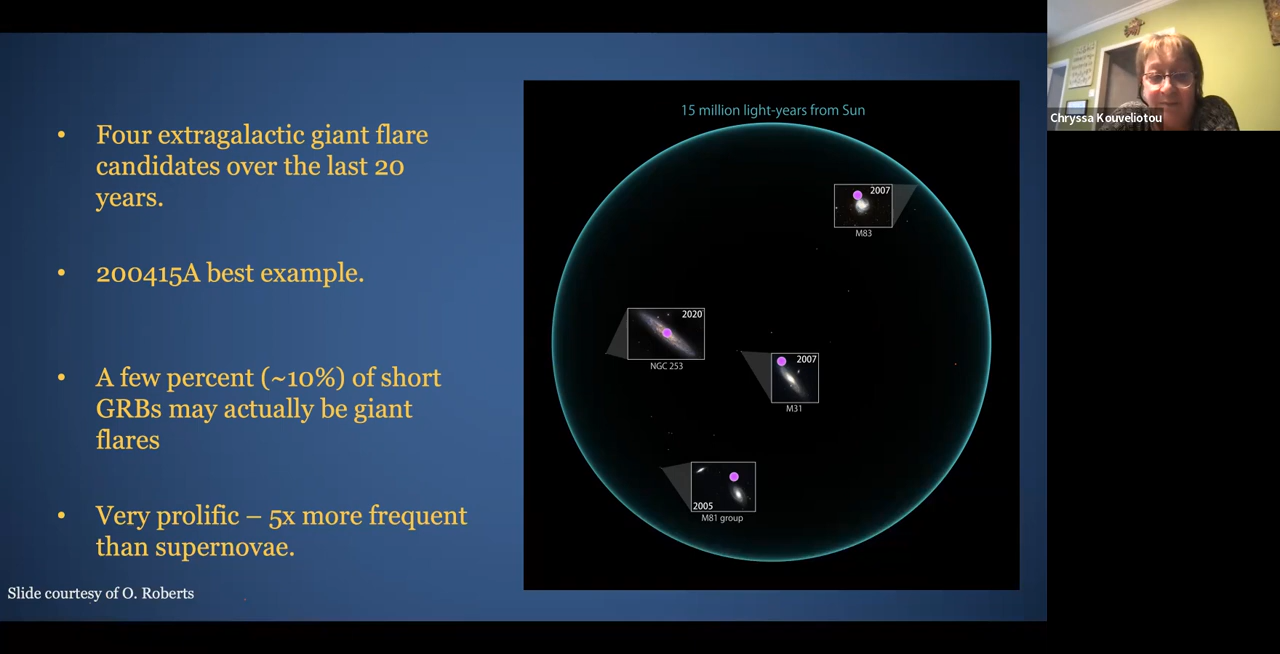 • Four extragalactic giant flare
candidates over the last 20
years.
• 200415A best example.
• A few percent (~10%) of short
GRBs may actually be giant
flares
• Very prolific – 5x more frequent
than supernovae.
Slide courtesy of O. Roberts
15 million light-years from Sun
2007
M83
2020
NGC 253
2007
M31
2005
M81 group
Chryssa Kouveliotou